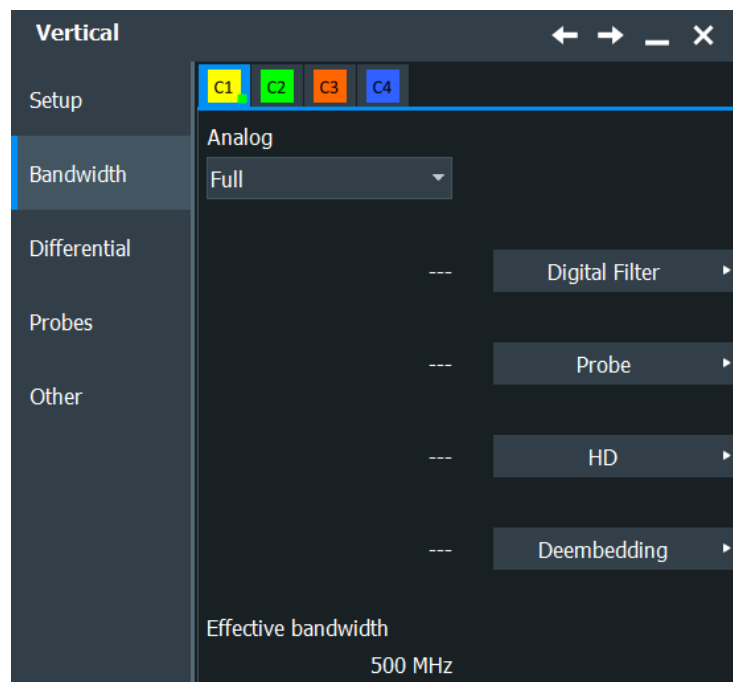 Vertical
Setup
Bandwidth
Differential
Probes
Other
C1 C2 C3 C4
Analog
Full
--- Digital Filter
--- Probe
--- HD
--- Deembedding
Effective bandwidth
500 MHz